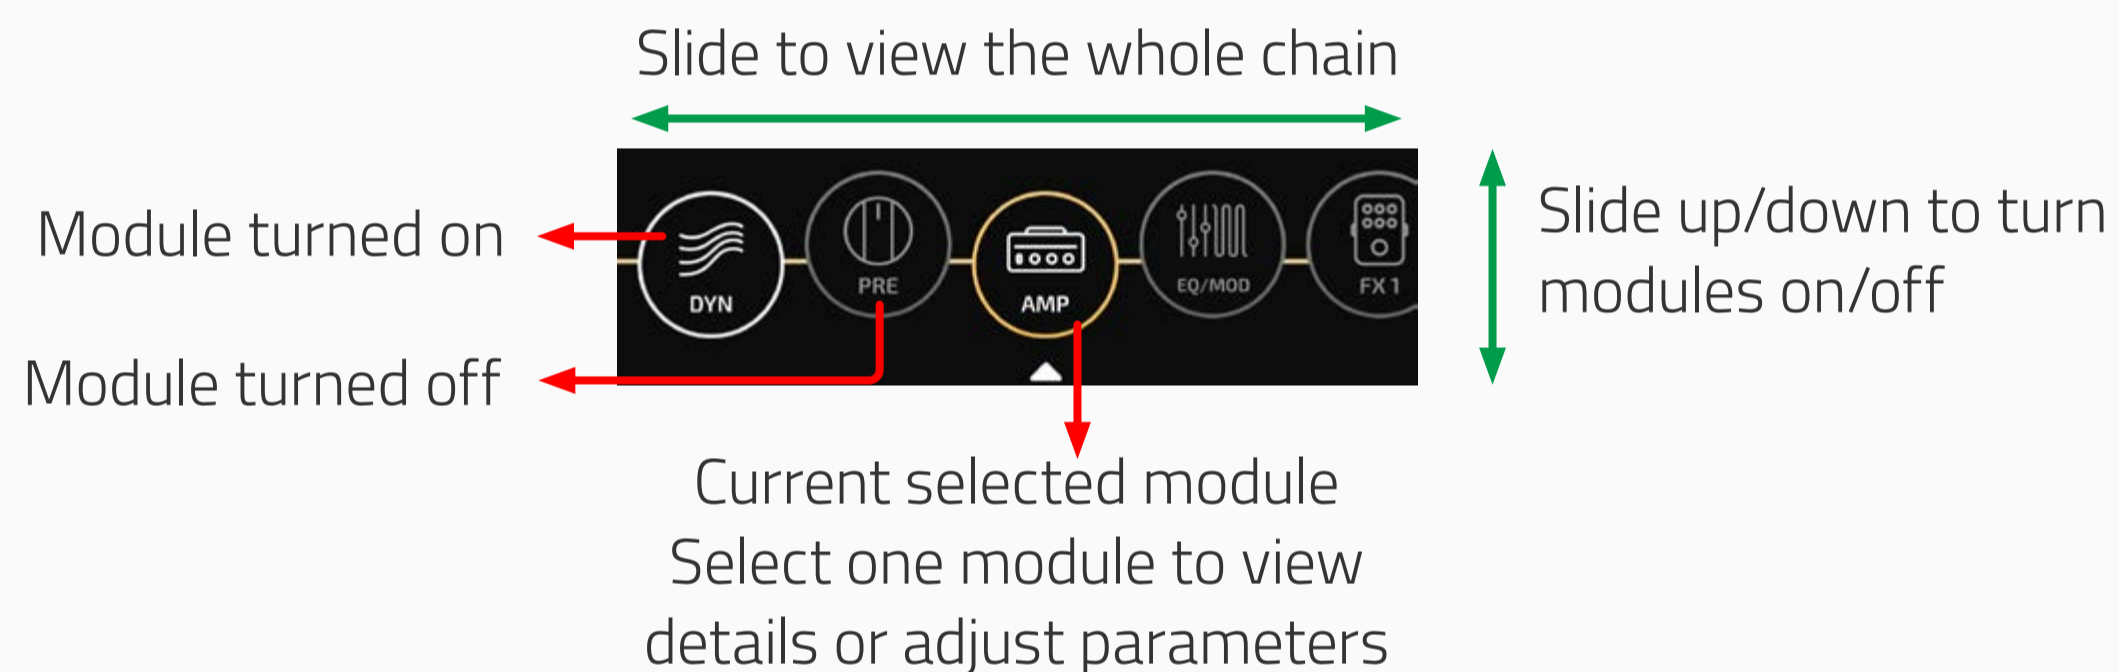 Slide to view the whole chain
Module turned on
Module turned off
DYN
PRE
AMP
EQ/MOD
FX 1
Slide up/down to turn
modules on/off
Current selected module
Select one module to view
details or adjust parameters